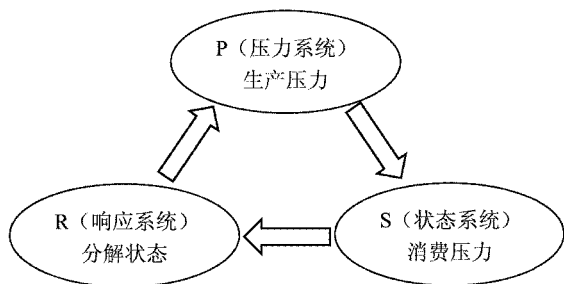 P（压力系统）
生产压力
R（响应系统）
分解状态
S（状态系统）
消费压力